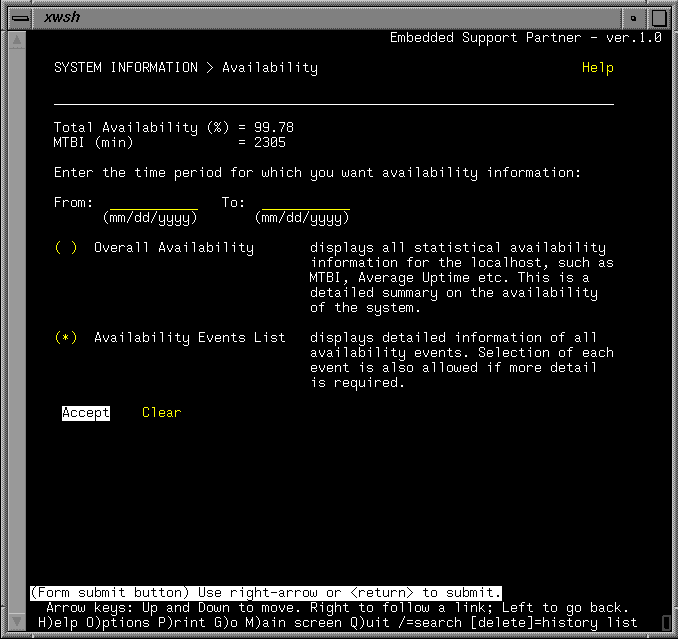 xwsh
Embedded Support Partner - ver.1.0
SYSTEM INFORMATION > Availability Help
Total Availability (%) = 99.78
MTBI (min) = 2305
Enter the time period for which you want availability information:
From: ___________ To: ___________
(mm/dd/yyyy) (mm/dd/yyyy)
( ) Overall Availability displays all statistical availability
information for the localhost, such as
MTBI, Average Uptime etc. This is a
detailed summary on the availability
of the system.
(*) Availability Events List displays detailed information of all
availability events. Selection of each
event is also allowed if more detail
is required.
Accept Clear
(Form submit button) Use right-arrow or <return> to submit.
Arrow keys: Up and Down to move. Right to follow a link; Left to go back.
H)elp O)ptions P)rint G)o M)ain screen Q)uit /=search [delete]=history list